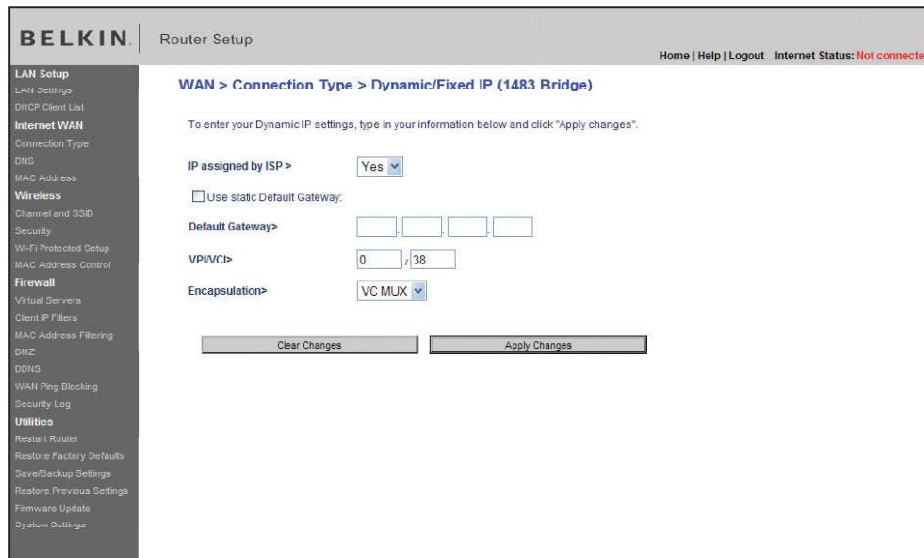 BELKIN.
Router Setup
Home | Help | Logout Internet Status: Not connecte
LAN Setup
LAN Settings
DHCP Client List
Internet WAN
Connection Type
DNS
MAC Address
Wireless
Channel and SSID
Security
Wi-Fi Protected Setup
MAC Address Control
Firewall
Virtual Servers
Client IP Filters
MAC Address Filtering
DMZ
DDNS
WAN Ping Blocking
Security Log
Utilities
Restart Router
Restore Factory Defaults
Save/Backup Settings
Restore Previous Settings
Firmware Update
System Settings
WAN > Connection Type > Dynamic/Fixed IP (1483 Bridge)
To enter your Dynamic IP settings, type in your information below and click "Apply changes".
IP assigned by ISP > Yes
Use static Default Gateway:
Default Gateway> . . .
VPI/VCI> 0 / 38
Encapsulation> VC MUX
Clear Changes Apply Changes